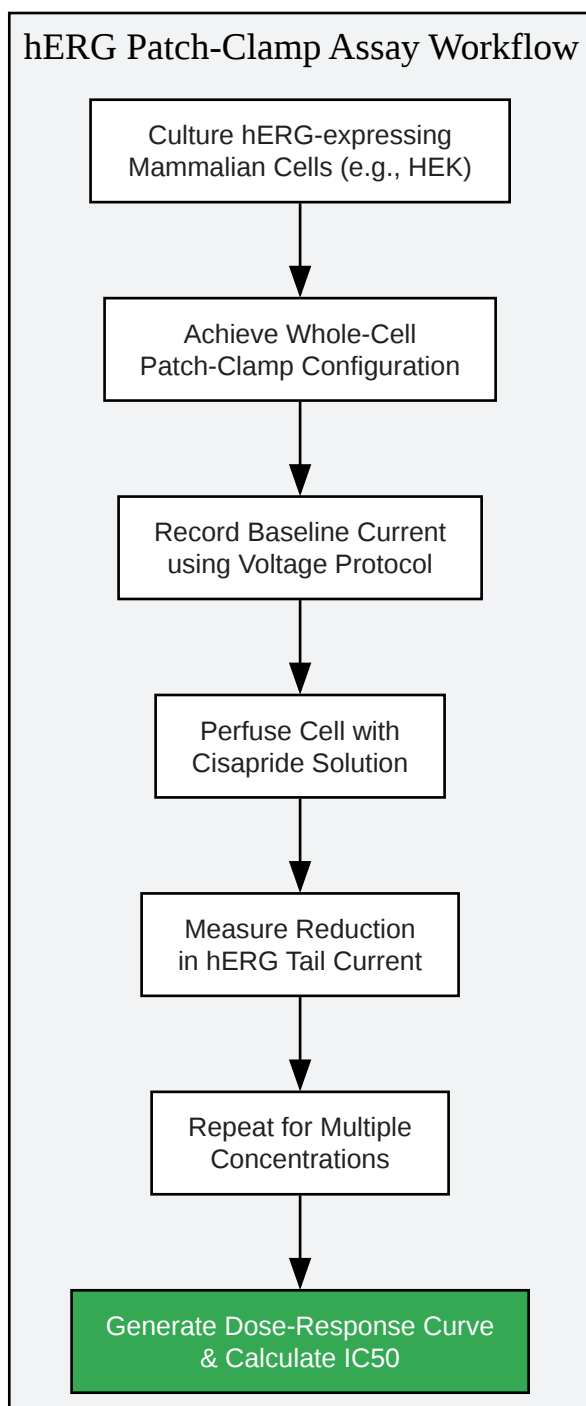 hERG Patch-Clamp Assay Workflow
Culture hERG-expressing
Mammalian Cells (e.g., HEK)
Achieve Whole-Cell
Patch-Clamp Configuration
Record Baseline Current
using Voltage Protocol
Perfuse Cell with
Cisapride Solution
Measure Reduction
in hERG Tail Current
Repeat for Multiple
Concentrations
Generate Dose-Response Curve
& Calculate IC50